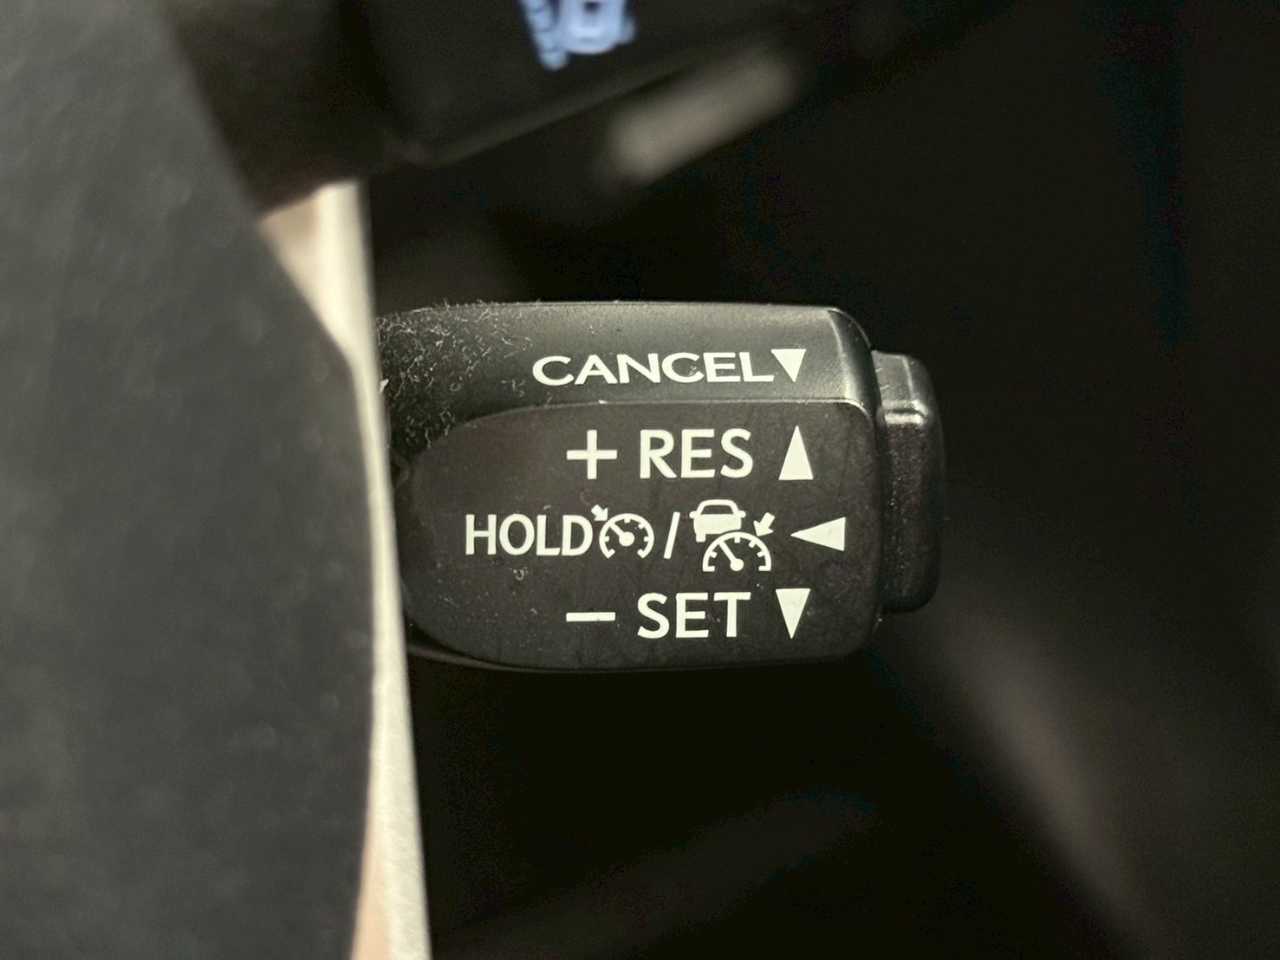 CANCEL▼
+ RES ▲
HOLD / ◀
− SET ▼